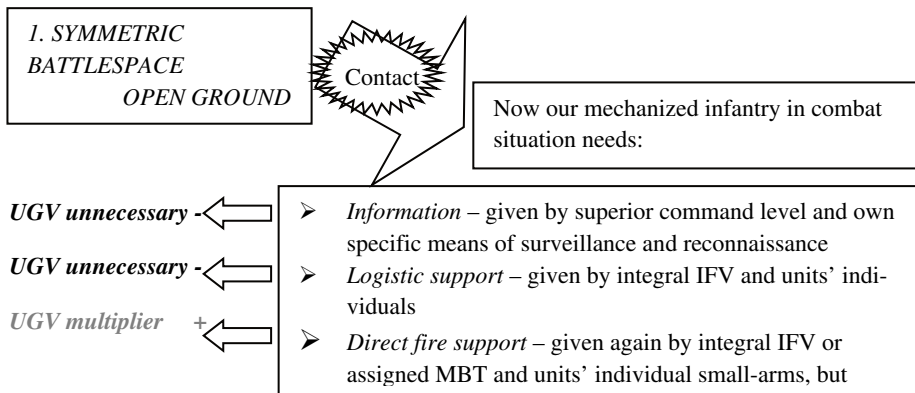 1. SYMMETRIC
BATTLESPACE
OPEN GROUND
Contact
Now our mechanized infantry in combat
situation needs:
UGV unnecessary -
UGV unnecessary -
UGV multiplier +
➢ Information – given by superior command level and own
specific means of surveillance and reconnaissance
➢ Logistic support – given by integral IFV and units’ indi-
viduals
➢ Direct fire support – given again by integral IFV or
assigned MBT and units’ individual small-arms, but